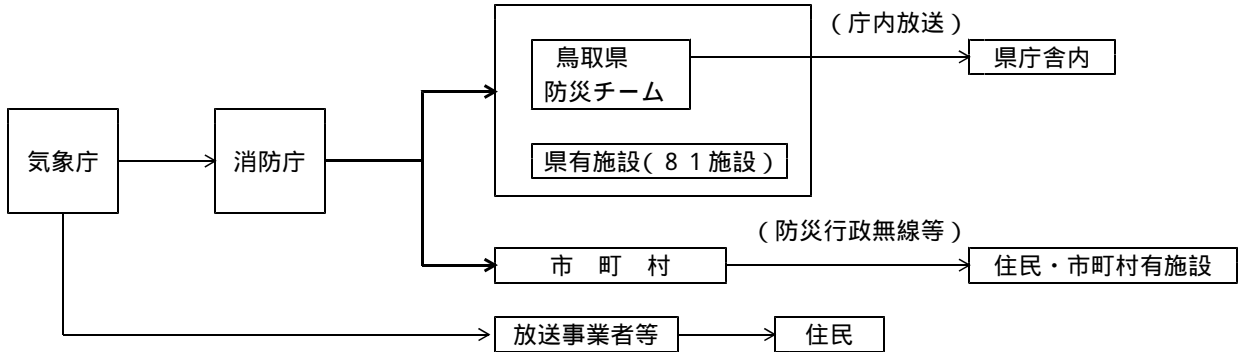 (庁内放送)
鳥取県
防災チーム
県庁舎内
気象庁
消防庁
県有施設(81施設)
(防災行政無線等)
市 町 村
住民・市町村有施設
放送事業者等
住民